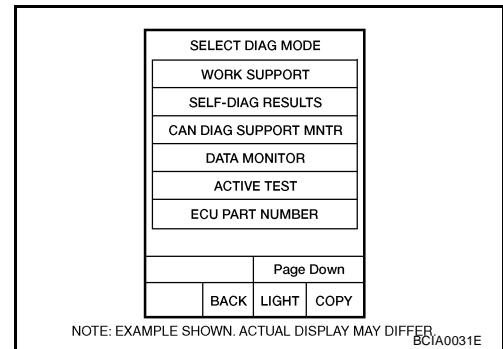 SELECT DIAG MODE
WORK SUPPORT
SELF-DIAG RESULTS
CAN DIAG SUPPORT MNTR
DATA MONITOR
ACTIVE TEST
ECU PART NUMBER
Page Down
BACK LIGHT COPY
NOTE: EXAMPLE SHOWN. ACTUAL DISPLAY MAY DIFFER.
BCIA0031E